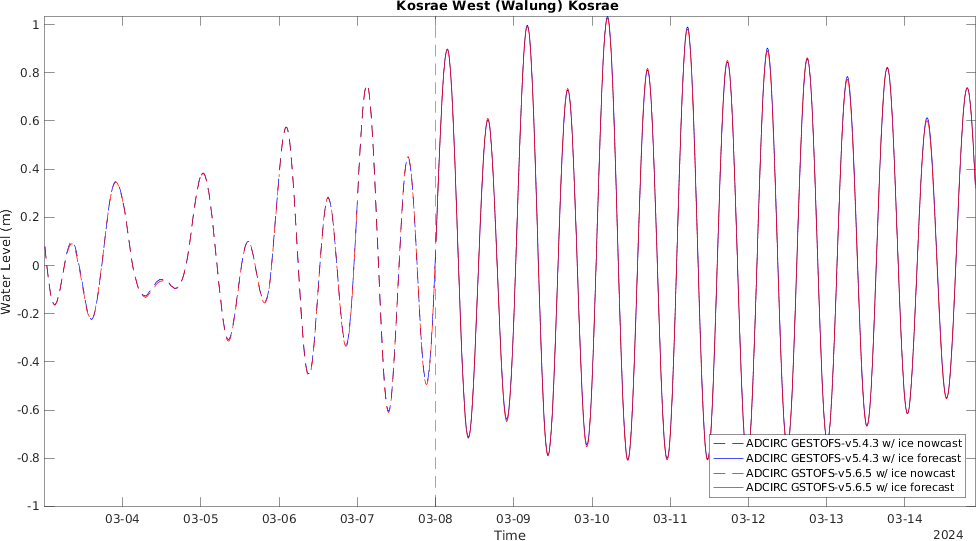 Kosrae West (Walung) Kosrae
1
0.8
0.6
0.4
0.2
0
-0.2
-0.4
-0.6
-0.8
-1
Water Level (m)
ADCIRC GESTOFS-v5.4.3 w/ ice nowcast
ADCIRC GESTOFS-v5.4.3 w/ ice forecast
ADCIRC GSTOFS-v5.6.5 w/ ice nowcast
ADCIRC GSTOFS-v5.6.5 w/ ice forecast
03-04 03-05 03-06 03-07 03-08 03-09 03-10 03-11 03-12 03-13 03-14
Time
2024